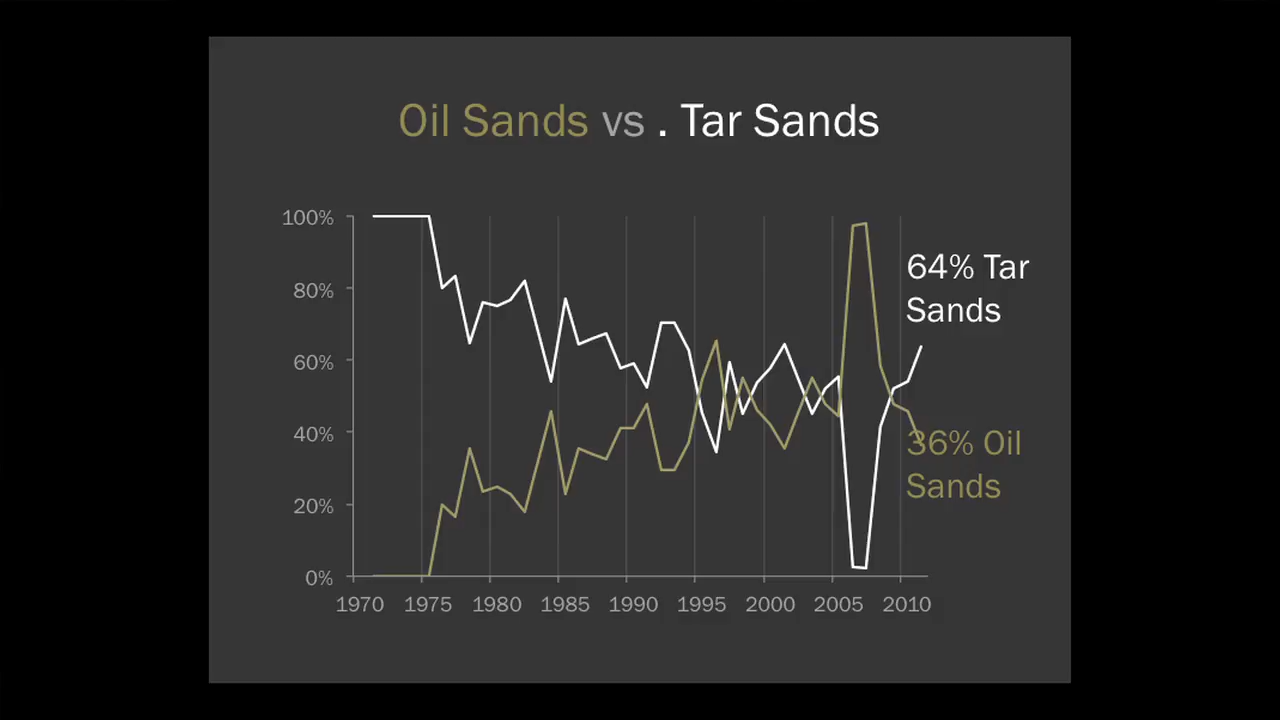 Oil Sands vs . Tar Sands
100%
80%
60%
40%
20%
0%
64% Tar
Sands
36% Oil
Sands
1970 1975 1980 1985 1990 1995 2000 2005 2010